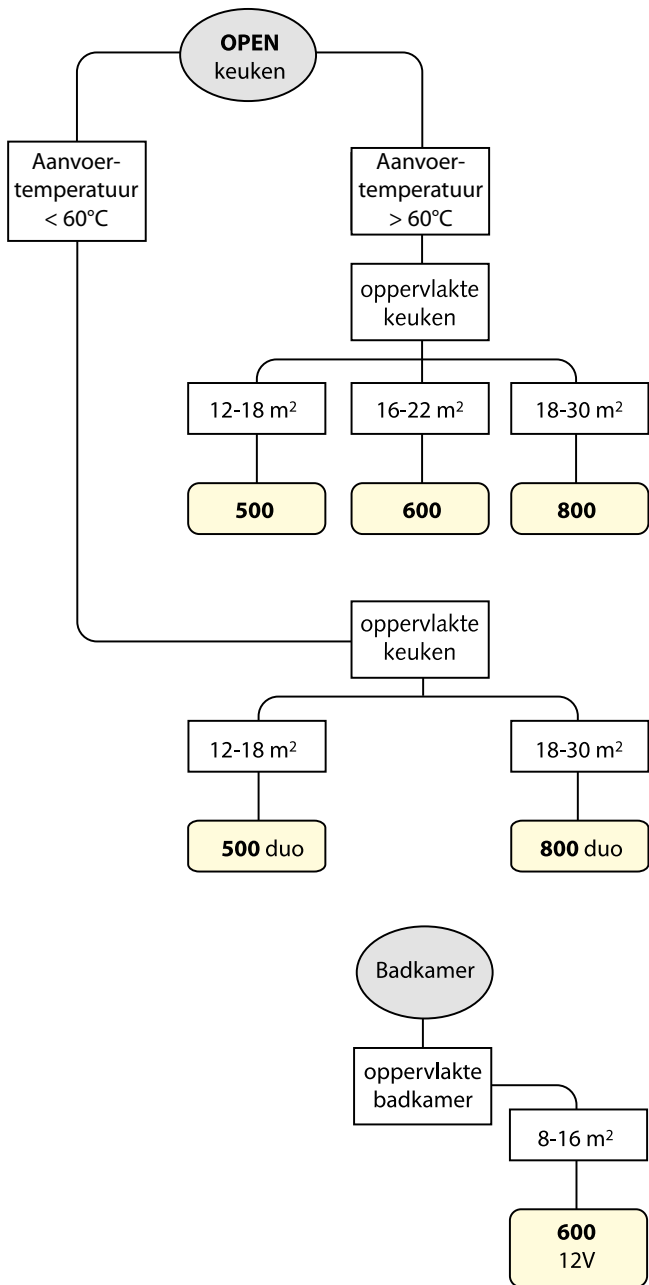 OPEN
keuken
Aanvoer-
temperatuur
< 60°C
Aanvoer-
temperatuur
> 60°C
oppervlakte
keuken
12-18 m²
16-22 m²
18-30 m²
500
600
800
oppervlakte
keuken
12-18 m²
18-30 m²
500 duo
800 duo
Badkamer
oppervlakte
badkamer
8-16 m²
600
12V